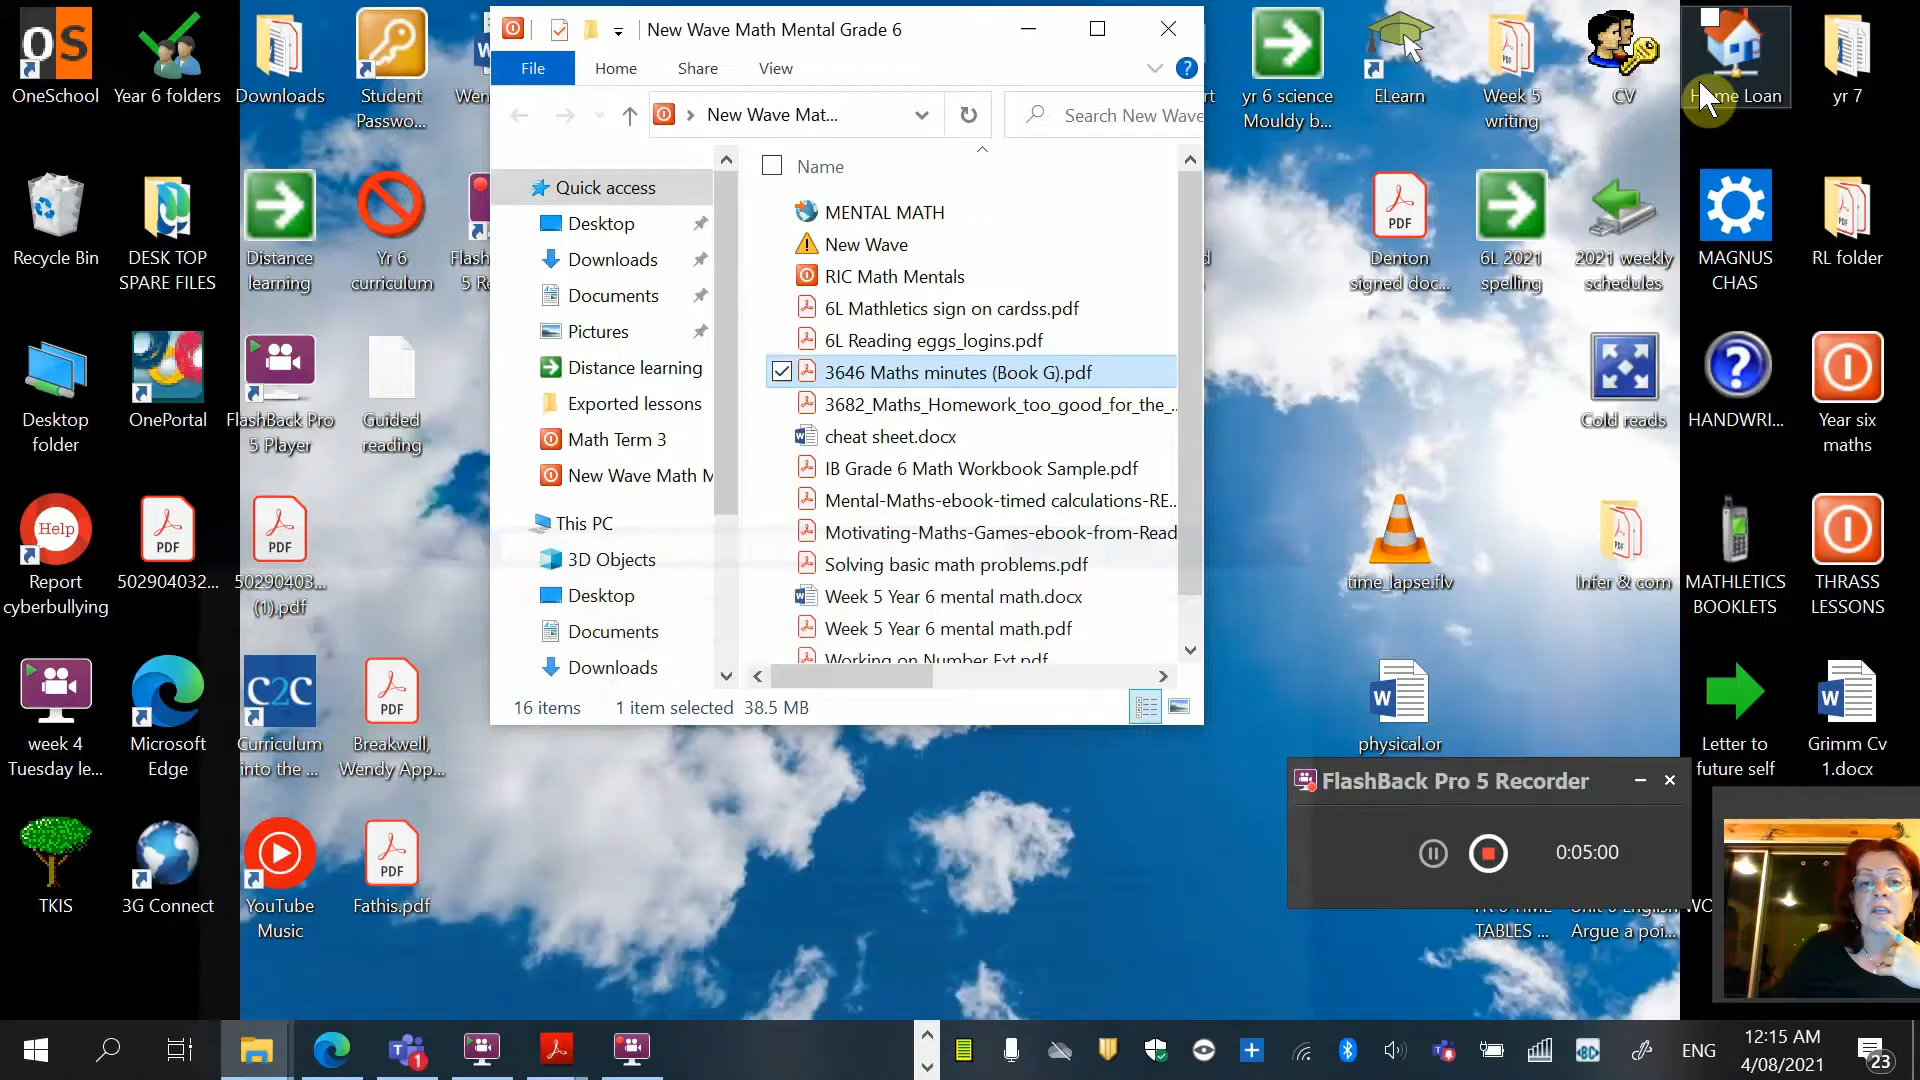 OneSchool
Year 6 folders
Downloads
Student
Passwo...
Recycle Bin
DESK TOP
SPARE FILES
Distance
learning
Yr 6
curriculum
Desktop
folder
OnePortal
FlashBack Pro
5 Player
Guided
reading
Help
Report
cyberbullying
PDF
502904032...
PDF
50290403...
(1).pdf
week 4
Tuesday le...
Microsoft
Edge
C2C
Curriculum
into the ...
PDF
Breakwell,
Wendy App...
TKIS
3G Connect
YouTube
Music
PDF
Fathis.pdf
New Wave Math Mental Grade 6
File
Home
Share
View
New Wave Mat...
Search New Wave
Quick access
Desktop
Downloads
Documents
Pictures
Distance learning
Exported lessons
Math Term 3
New Wave Math M
This PC
3D Objects
Desktop
Documents
Downloads
Name
MENTAL MATH
New Wave
RIC Math Mentals
6L Mathletics sign on cardss.pdf
6L Reading eggs_logins.pdf
3646 Maths minutes (Book G).pdf
3682_Maths_Homework_too_good_for_the_...
cheat sheet.docx
IB Grade 6 Math Workbook Sample.pdf
Mental-Maths-ebook-timed calculations-RE...
Motivating-Maths-Games-ebook-from-Read
Solving basic math problems.pdf
Week 5 Year 6 mental math.docx
Week 5 Year 6 mental math.pdf
Working on Number Ext.pdf
16 items
1 item selected 38.5 MB
yr 6 science
Mouldy b...
ELearn
Week 5
writing
CV
Home Loan
yr 7
PDF
Denton
signed doc...
6L 2021
spelling
2021 weekly
schedules
MAGNUS
CHAS
RL folder
Cold reads
HANDWRI...
Year six
maths
time_lapse.flv
Infer & com
MATHLETICS
BOOKLETS
THRASS
LESSONS
physical.or
Letter to
future self
Grimm Cv
1.docx
FlashBack Pro 5 Recorder
0:05:00
TABLES ...
Argue a poi...
ENG
12:15 AM
4/08/2021
23